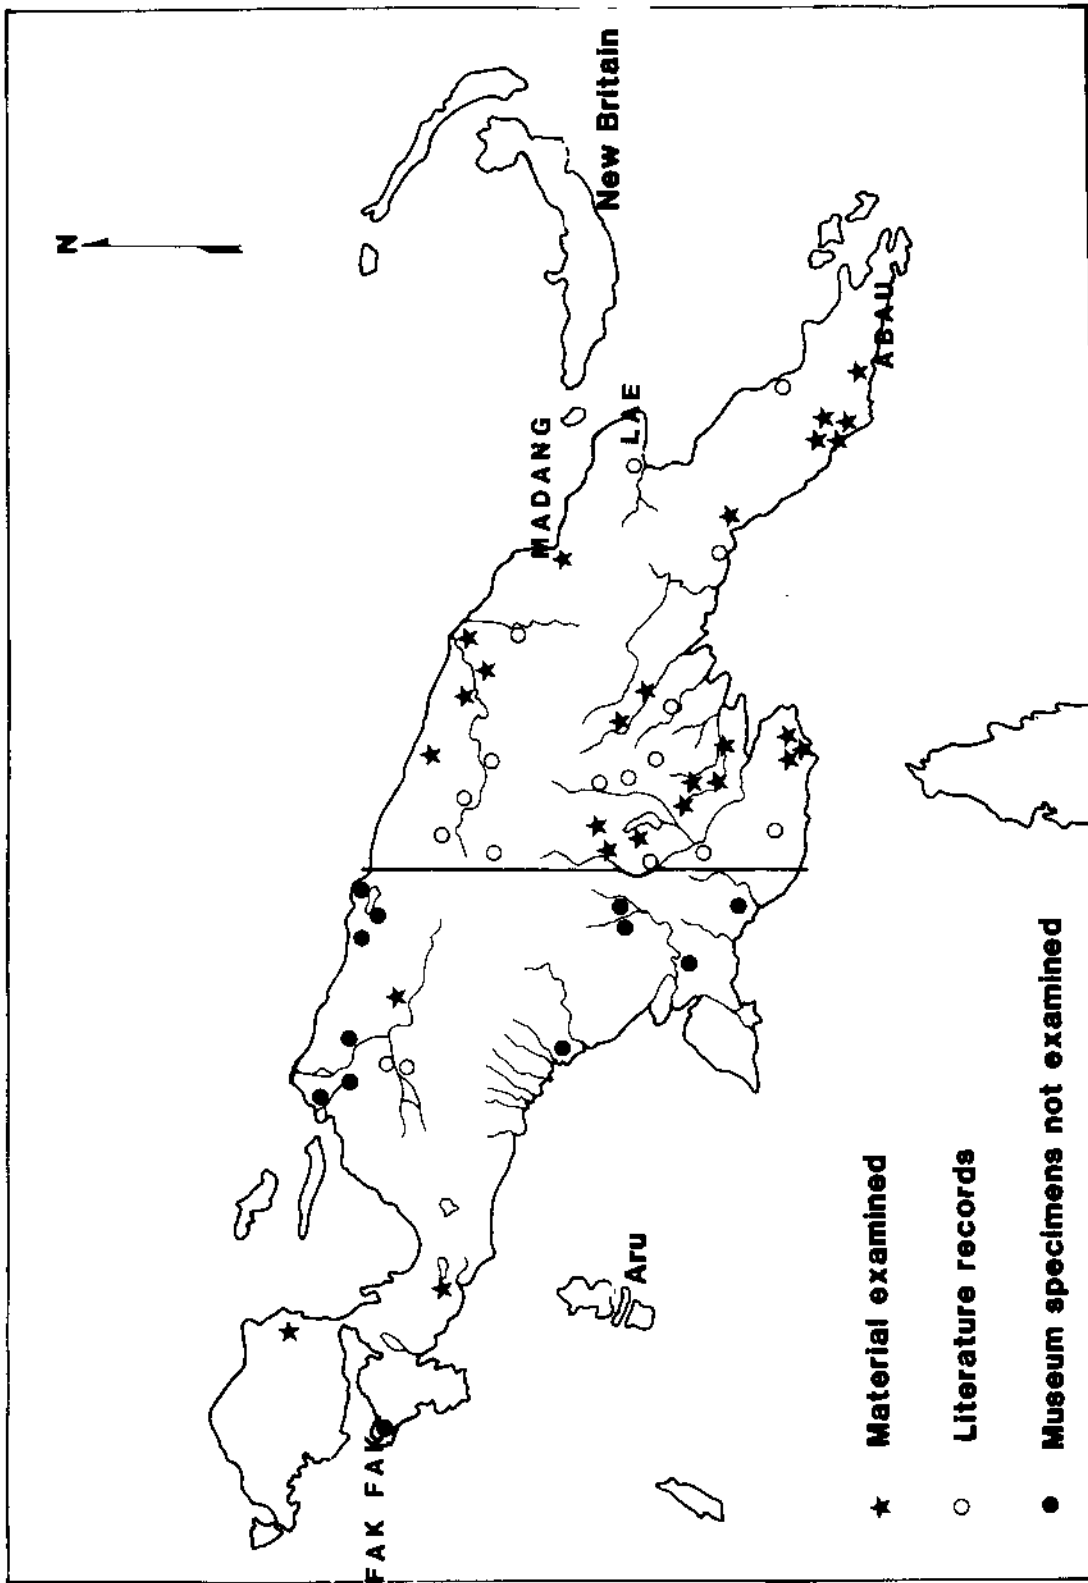 N
New Britain
MADANG
LAE
ABAU
FAK FAK
Aru
★ Material examined
○ Literature records
● Museum specimens not examined